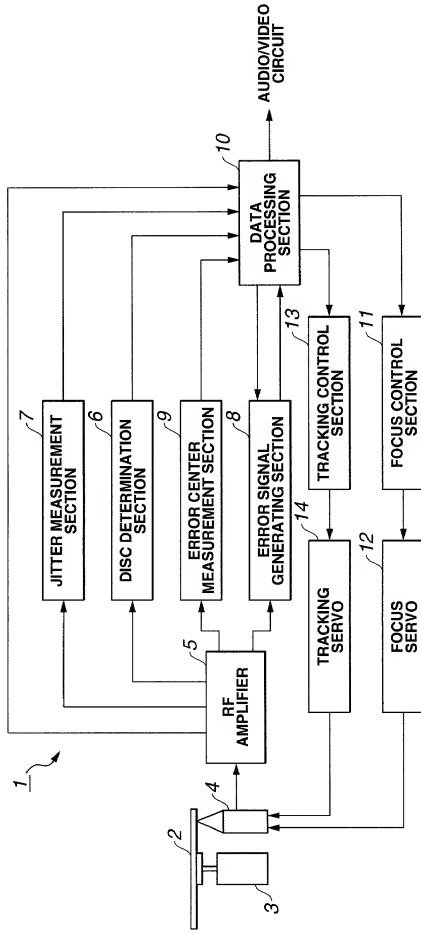 1
2
3
4
5
RF
AMPLIFIER
7
JITTER MEASUREMENT
SECTION
6
DISC DETERMINATION
SECTION
9
ERROR CENTER
MEASUREMENT SECTION
8
ERROR SIGNAL
GENERATING SECTION
10
DATA
PROCESSING
SECTION
AUDIO/VIDEO
CIRCUIT
14
TRACKING
SERVO
13
TRACKING CONTROL
SECTION
12
FOCUS SERVO
11
FOCUS CONTROL
SECTION